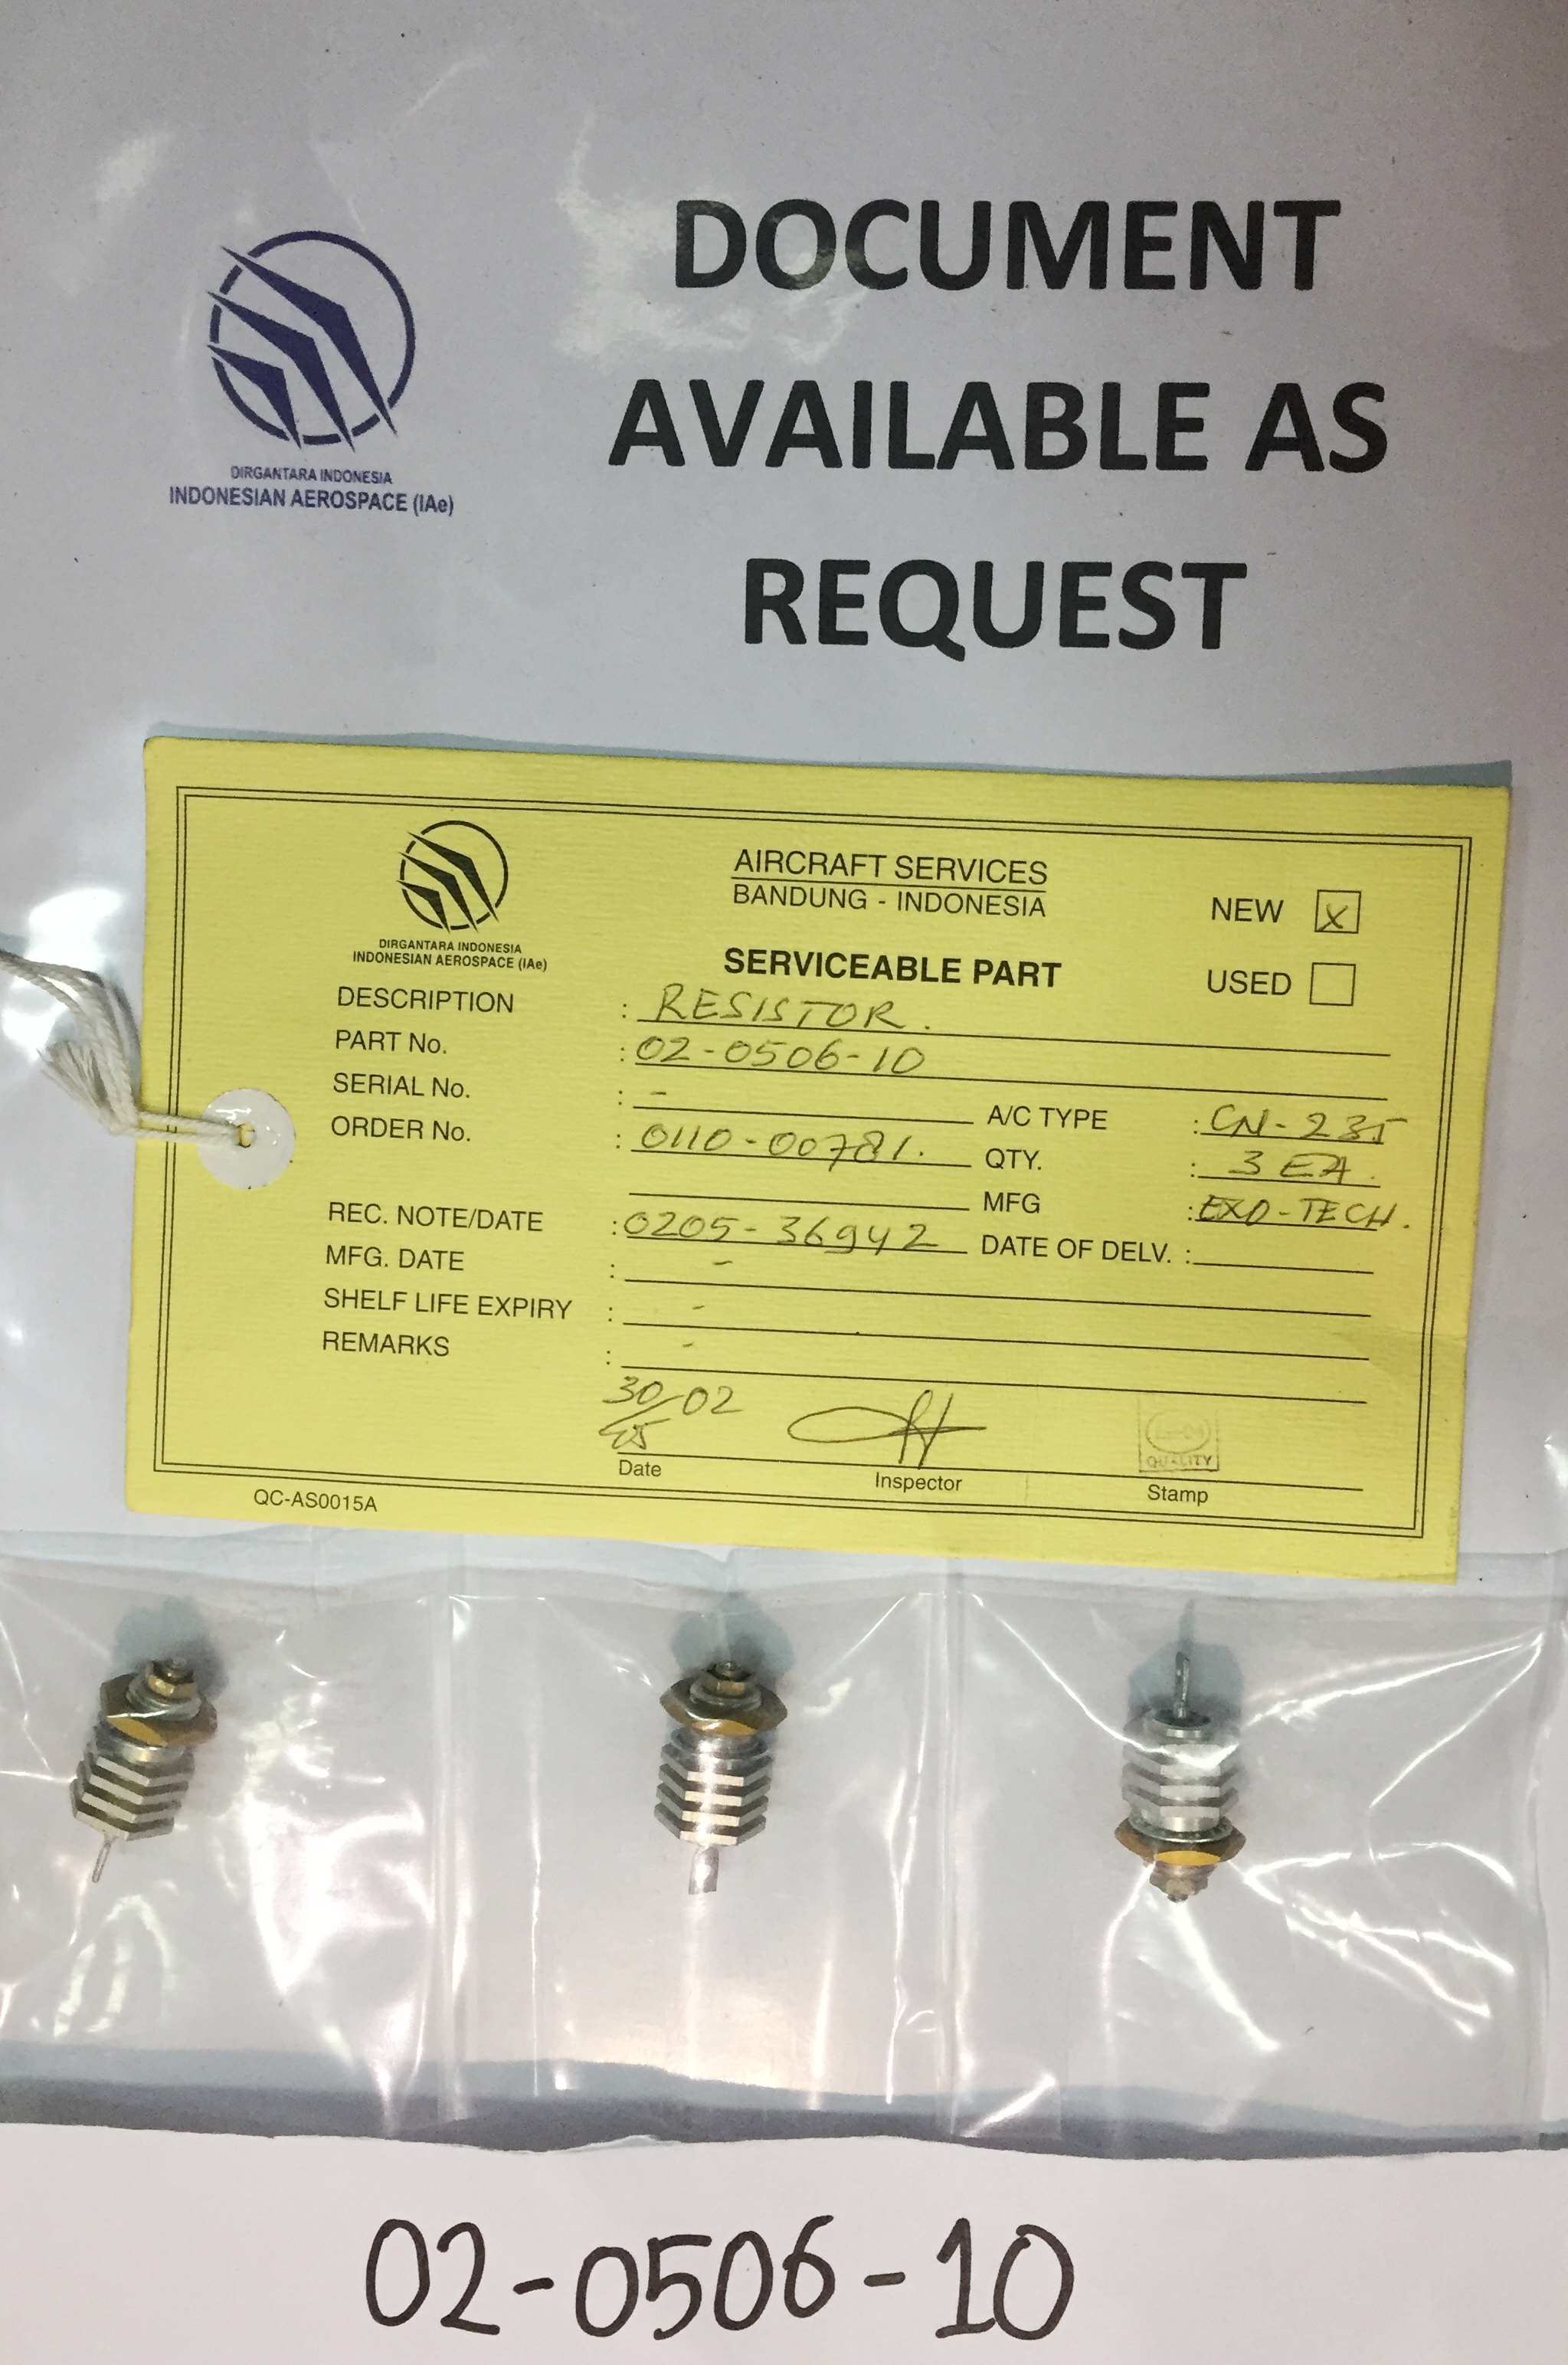 DOCUMENT
AVAILABLE AS
REQUEST
DIRGANTARA INDONESIA
INDONESIAN AEROSPACE (IAe)
DIRGANTARA INDONESIA
INDONESIAN AEROSPACE (IAe)
AIRCRAFT SERVICES
BANDUNG - INDONESIA
SERVICEABLE PART
NEW X
USED
DESCRIPTION : RESISTOR.
PART No. : 02-0506-10
SERIAL No. : -
A/C TYPE : CN-235
ORDER No. : 0110-00781.
QTY. : 3 EA.
MFG : EXO-TECH.
REC. NOTE/DATE : 0205-36942
DATE OF DELV. :
MFG. DATE : -
SHELF LIFE EXPIRY : -
REMARKS : -
30/02
Date
Inspector
QUALITY
Stamp
QC-AS0015A
02-0506-10